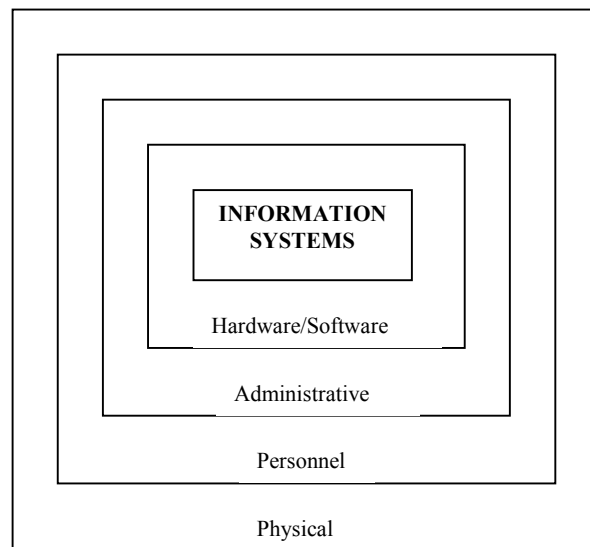 INFORMATION
SYSTEMS
Hardware/Software
Administrative
Personnel
Physical